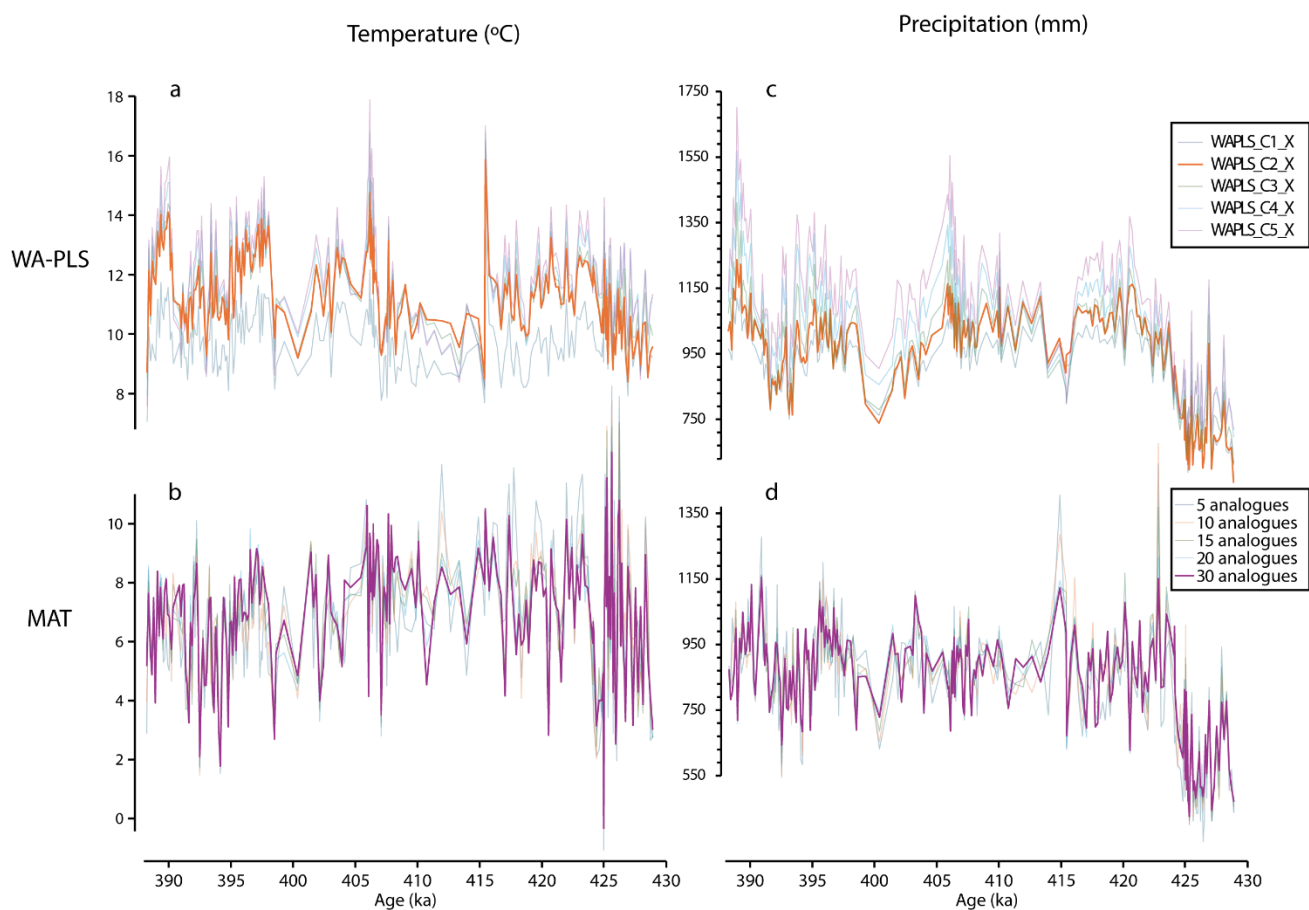 Temperature (ºC)
Precipitation (mm)
a
c
18
16
14
12
10
8
WA-PLS
1750
1550
1350
1150
950
750
WAPLS_C1_X
WAPLS_C2_X
WAPLS_C3_X
WAPLS_C4_X
WAPLS_C5_X
b
d
10
8
6
4
2
0
MAT
1350
1150
950
750
550
5 analogues
10 analogues
15 analogues
20 analogues
30 analogues
390 395 400 405 410 415 420 425 430
Age (ka)
390 395 400 405 410 415 420 425 430
Age (ka)